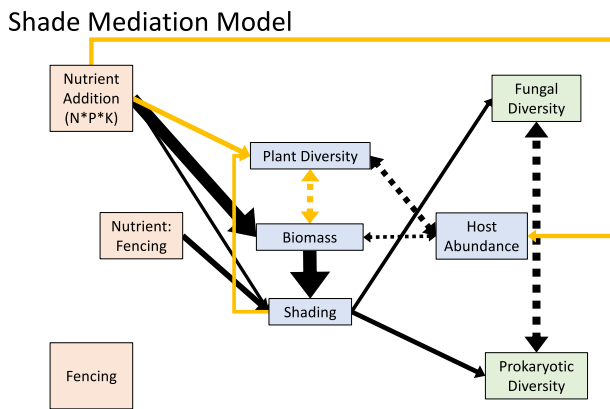 Shade Mediation Model
Nutrient
Addition
(N*P*K)
Fungal
Diversity
Plant Diversity
Nutrient:
Fencing
Biomass
Host
Abundance
Shading
Fencing
Prokaryotic
Diversity